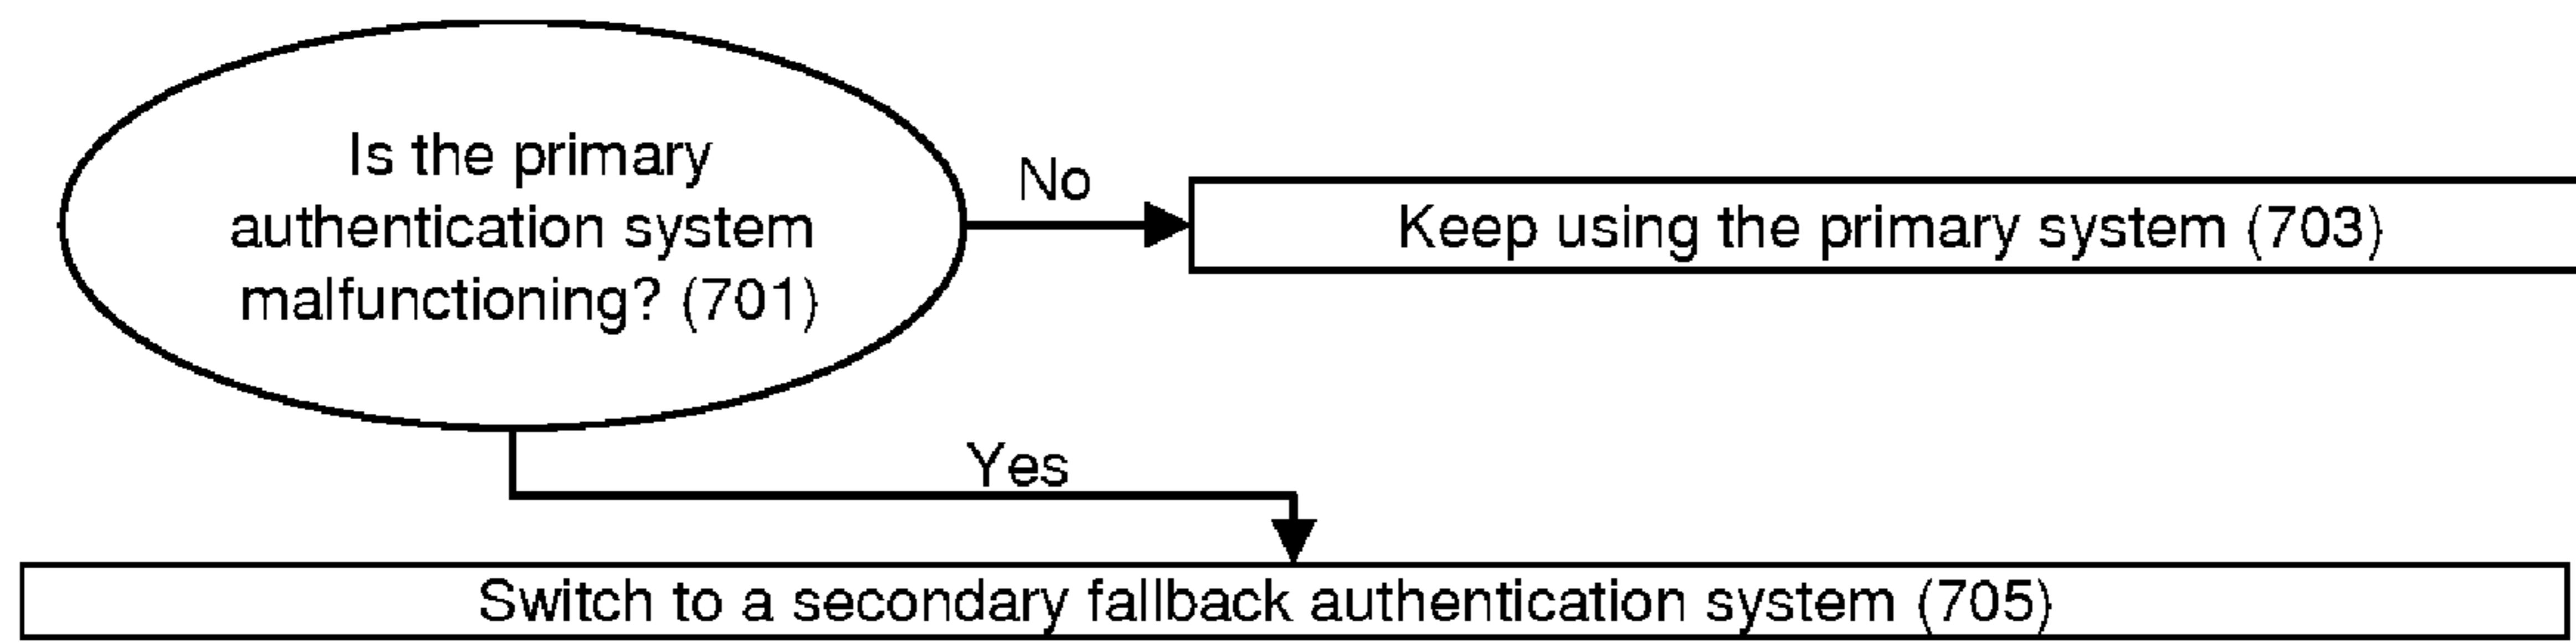 Is the primary
authentication system
malfunctioning? (701)
No
Keep using the primary system (703)
Yes
Switch to a secondary fallback authentication system (705)